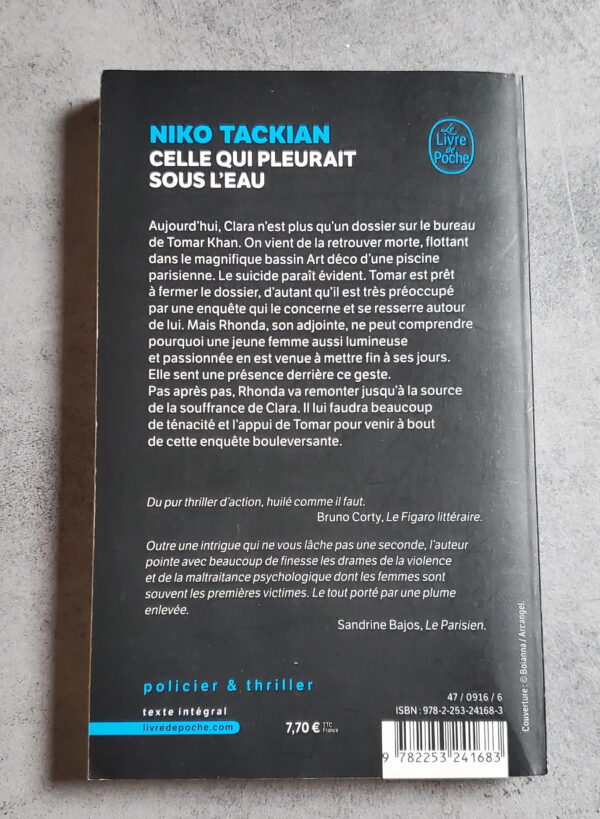 NIKO TACKIAN
CELLE QUI PLEURAIT
SOUS L'EAU
Le
Livre
de
Poche
Aujourd'hui, Clara n'est plus qu'un dossier sur le bureau
de Tomar Khan. On vient de la retrouver morte, flottant
dans le magnifique bassin Art déco d'une piscine
parisienne. Le suicide paraît évident. Tomar est prêt
à fermer le dossier, d'autant qu'il est très préoccupé
par une enquête qui le concerne et se resserre autour
de lui. Mais Rhonda, son adjointe, ne peut comprendre
pourquoi une jeune femme aussi lumineuse
et passionnée en est venue à mettre fin à ses jours.
Elle sent une présence derrière ce geste.
Pas après pas, Rhonda va remonter jusqu'à la source
de la souffrance de Clara. Il lui faudra beaucoup
de ténacité et l'appui de Tomar pour venir à bout
de cette enquête bouleversante.
Du pur thriller d'action, huilé comme il faut.
Bruno Corty, Le Figaro littéraire.
Outre une intrigue qui ne vous lâche pas une seconde, l'auteur
pointe avec beaucoup de finesse les drames de la violence
et de la maltraitance psychologique dont les femmes sont
souvent les premières victimes. Le tout porté par une plume
enlevée.
Sandrine Bajos, Le Parisien.
Couverture : © Boianna / Arcangel.
policier & thriller
texte intégral
livredepoche.com
7,70 € TTC
France
47 / 0916 / 6
ISBN : 978-2-253-24168-3
9 782253 241683